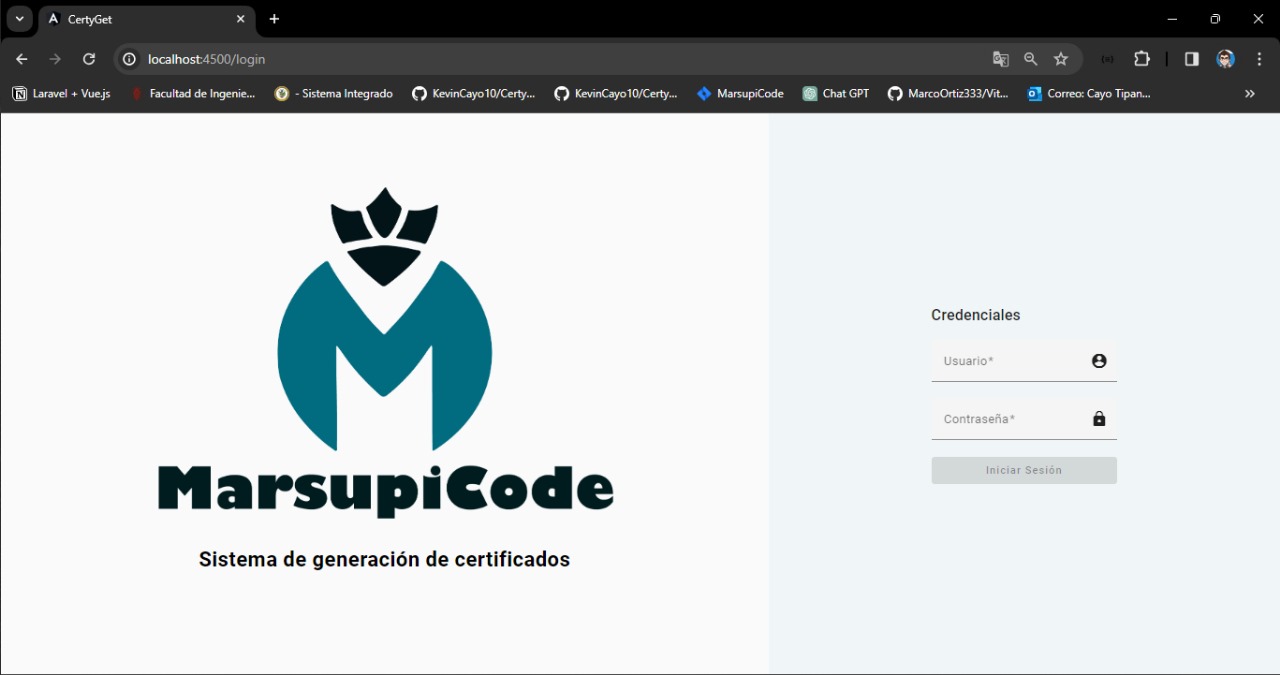 CertyGet
localhost:4500/login
Laravel + Vue.js
Facultad de Ingenie...
- Sistema Integrado
KevinCayo10/Certy...
KevinCayo10/Certy...
MarsupiCode
Chat GPT
MarcoOrtiz333/Vit...
Correo: Cayo Tipan...
MarsupiCode
Sistema de generación de certificados
Credenciales
Usuario*
Contraseña*
Iniciar Sesión